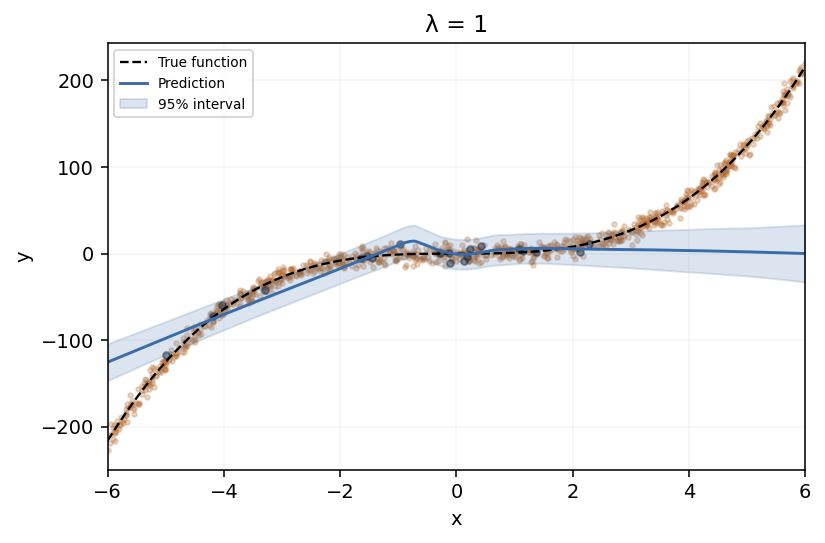 λ = 1
True function
Prediction
95% interval
y
200
100
0
−100
−200
−6
−4
−2
0
2
4
6
x